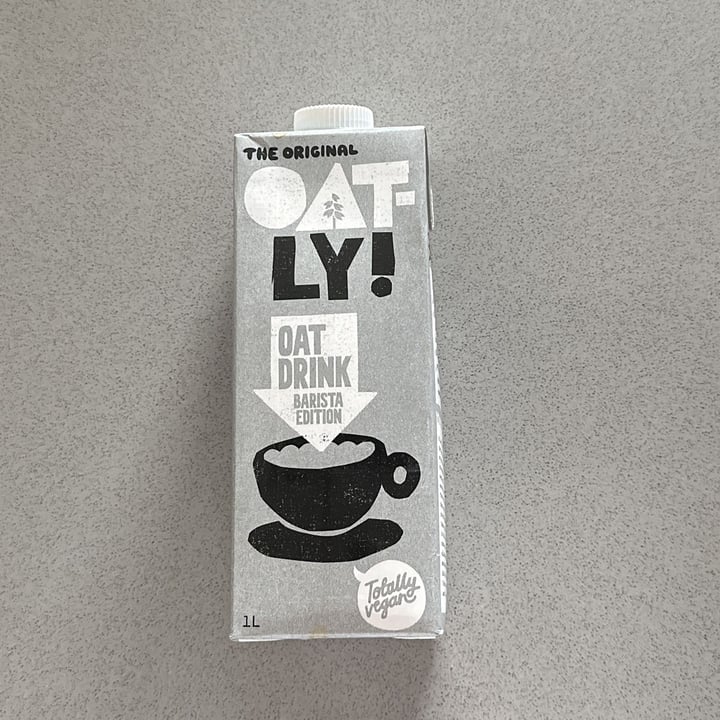 THE ORIGINAL
OAT-
LY!
OAT
DRINK
BARISTA
EDITION
Totally
vegan
1L